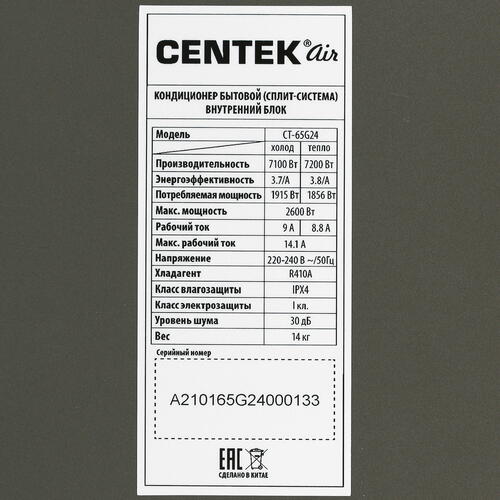 CENTEK® air
КОНДИЦИОНЕР БЫТОВОЙ (СПЛИТ-СИСТЕМА)
ВНУТРЕННИЙ БЛОК
Модель CT-65G24
холод тепло
Производительность 7100 Вт 7200 Вт
Энергоэффективность 3.7/A 3.8/A
Потребляемая мощность 1915 Вт 1856 Вт
Макс. мощность 2600 Вт
Рабочий ток 9 А 8.8 А
Макс. рабочий ток 14.1 А
Напряжение 220-240 В ~/50Гц
Хладагент R410A
Класс влагозащиты IPX4
Класс электрозащиты I кл.
Уровень шума 30 дБ
Вес 14 кг
Серийный номер
A210165G24000133
EAC
СДЕЛАНО В КИТАЕ